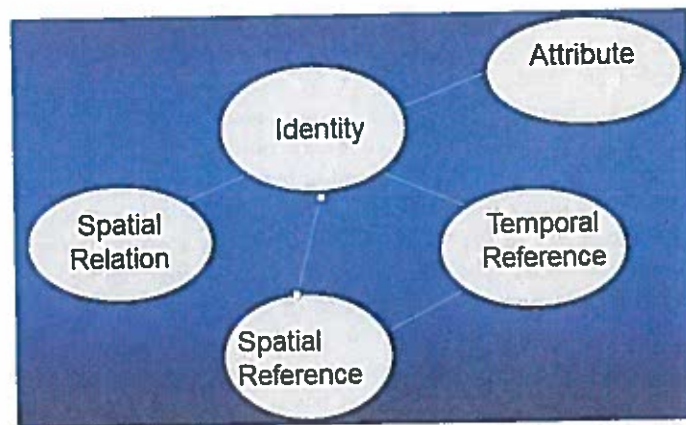 Attribute
Identity
Spatial
Relation
Temporal
Reference
Spatial
Reference